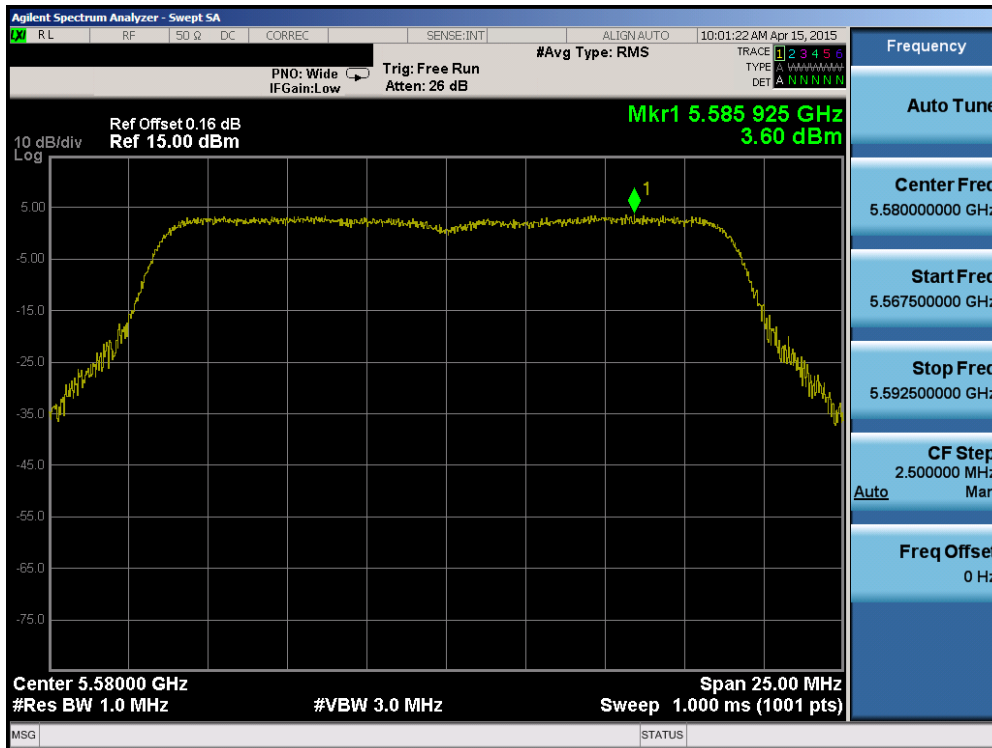 Agilent Spectrum Analyzer - Swept SA
LXI RL RF 50 Ω DC CORREC SENSE:INT ALIGN AUTO 10:01:22 AM Apr 15, 2015
#Avg Type: RMS TRACE 1 2 3 4 5 6
PNO: Wide Trig: Free Run TYPE A WWWWW
IFGain:Low Atten: 26 dB DET A N N N N N
Mkr1 5.585 925 GHz
3.60 dBm
Ref Offset 0.16 dB
10 dB/div Ref 15.00 dBm
Log
1
5.00
-5.00
-15.0
-25.0
-35.0
-45.0
-55.0
-65.0
-75.0
Center 5.58000 GHz Span 25.00 MHz
#Res BW 1.0 MHz #VBW 3.0 MHz Sweep 1.000 ms (1001 pts)
MSG STATUS
Frequency
Auto Tune
Center Freq
5.580000000 GHz
Start Freq
5.567500000 GHz
Stop Freq
5.592500000 GHz
CF Step
2.500000 MHz
Auto Man
Freq Offset
0 Hz